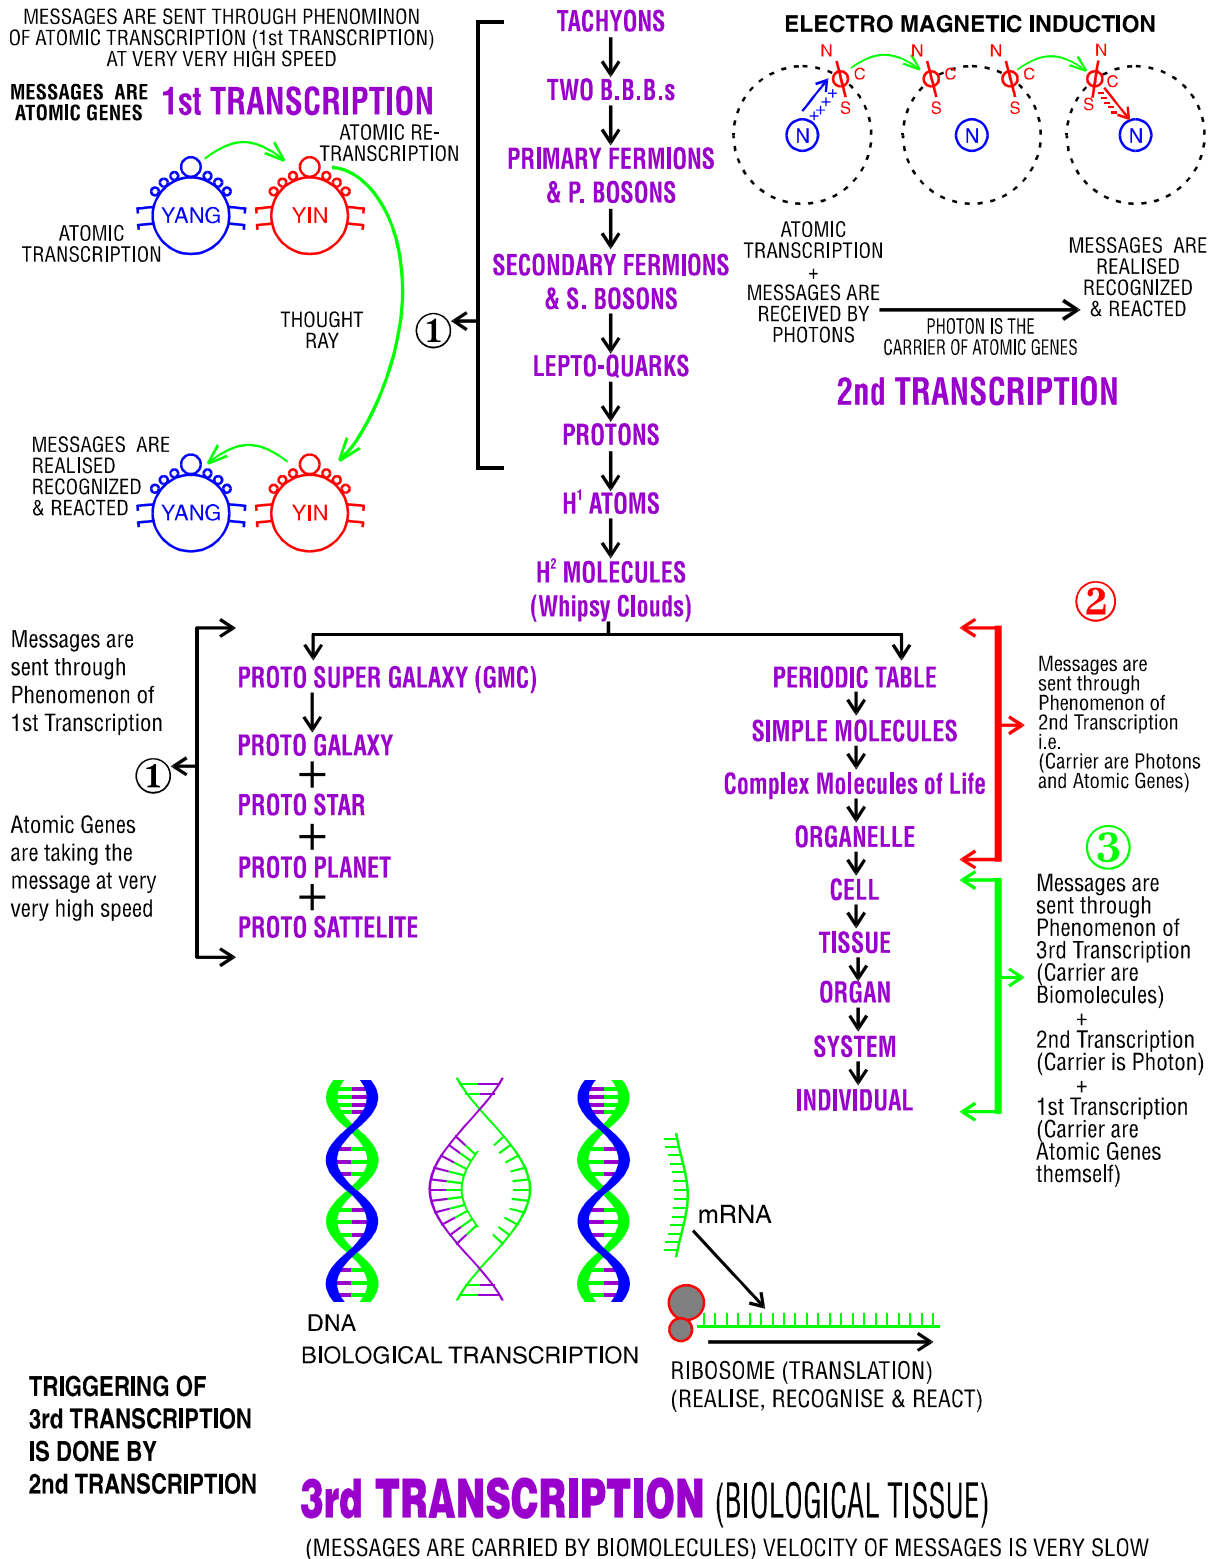 MESSAGES ARE SENT THROUGH PHENOMINON
OF ATOMIC TRANSCRIPTION (1st TRANSCRIPTION)
AT VERY VERY HIGH SPEED
MESSAGES ARE
ATOMIC GENES
1st TRANSCRIPTION
ATOMIC RE-
TRANSCRIPTION
YANG
YIN
ATOMIC
TRANSCRIPTION
THOUGHT
RAY
MESSAGES ARE
REALISED
RECOGNIZED
& REACTED
YANG
YIN
①
TACHYONS
TWO B.B.B.s
PRIMARY FERMIONS
& P. BOSONS
SECONDARY FERMIONS
& S. BOSONS
LEPTO-QUARKS
PROTONS
H¹ ATOMS
H² MOLECULES
(Whipsy Clouds)
ELECTRO MAGNETIC INDUCTION
N
C
S
N
++++
N
C
S
N
N
C
S
N
C
S
N
ATOMIC
TRANSCRIPTION
+
MESSAGES ARE
RECEIVED BY
PHOTONS
PHOTON IS THE
CARRIER OF ATOMIC GENES
MESSAGES ARE
REALISED
RECOGNIZED
& REACTED
2nd TRANSCRIPTION
Messages are
sent through
Phenomenon of
1st Transcription
①
Atomic Genes
are taking the
message at very
very high speed
PROTO SUPER GALAXY (GMC)
PROTO GALAXY
+
PROTO STAR
+
PROTO PLANET
+
PROTO SATTELITE
PERIODIC TABLE
SIMPLE MOLECULES
Complex Molecules of Life
ORGANELLE
CELL
TISSUE
ORGAN
SYSTEM
INDIVIDUAL
②
Messages are
sent through
Phenomenon of
2nd Transcription
i.e.
(Carrier are Photons
and Atomic Genes)
③
Messages are
sent through
Phenomenon of
3rd Transcription
(Carrier are
Biomolecules)
+
2nd Transcription
(Carrier is Photon)
+
1st Transcription
(Carrier are
Atomic Genes
themself)
mRNA
DNA
BIOLOGICAL TRANSCRIPTION
RIBOSOME (TRANSLATION)
(REALISE, RECOGNISE & REACT)
TRIGGERING OF
3rd TRANSCRIPTION
IS DONE BY
2nd TRANSCRIPTION
3rd TRANSCRIPTION (BIOLOGICAL TISSUE)
(MESSAGES ARE CARRIED BY BIOMOLECULES) VELOCITY OF MESSAGES IS VERY SLOW